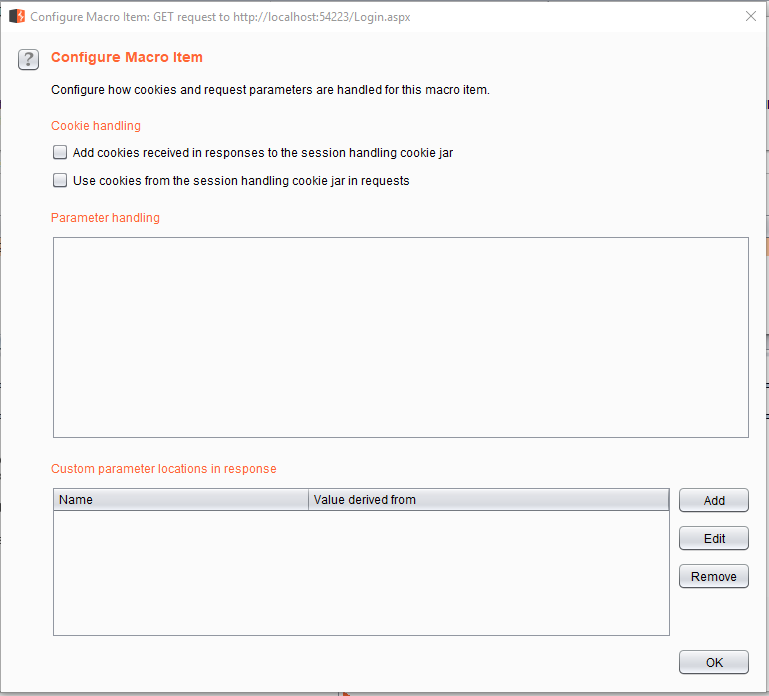 Configure Macro Item: GET request to http://localhost:54223/Login.aspx
?
Configure Macro Item
Configure how cookies and request parameters are handled for this macro item.
Cookie handling
Add cookies received in responses to the session handling cookie jar
Use cookies from the session handling cookie jar in requests
Parameter handling
Custom parameter locations in response
Name Value derived from
Add
Edit
Remove
OK